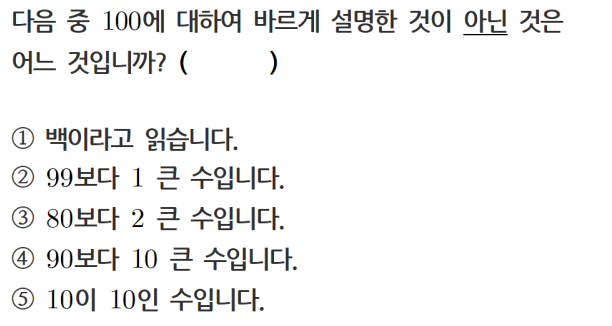 다음 중 100에 대하여 바르게 설명한 것이 아닌 것은
어느 것입니까? (          )
① 백이라고 읽습니다.
② 99보다 1 큰 수입니다.
③ 80보다 2 큰 수입니다.
④ 90보다 10 큰 수입니다.
⑤ 10이 10인 수입니다.